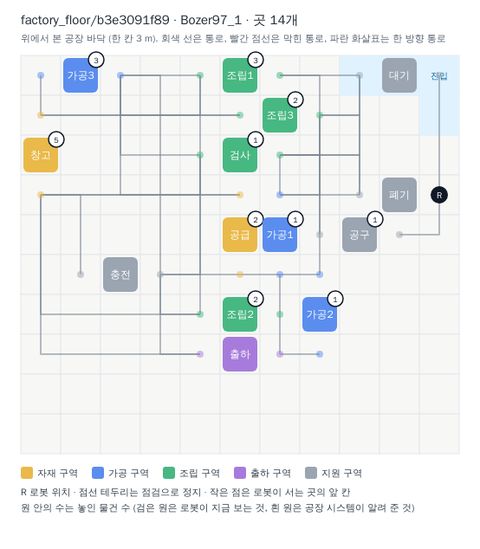 factory_floor/b3e3091f89 · Bozer97_1 · 곳 14개
위에서 본 공장 바닥 (한 칸 3 m). 회색 선은 통로, 빨간 점선은 막힌 통로, 파란 화살표는 한 방향 통로
가공3 3 조립1 3 대기
조립3 2
창고 5 검사 1
폐기 R
공급 2 가공1 1 공구 1
충전
조립2 2 가공2 1
출하
자재 구역 가공 구역 조립 구역 출하 구역 지원 구역
R 로봇 위치 · 점선 테두리는 점검으로 정지 · 작은 점은 로봇이 서는 곳의 앞 칸
원 안의 수는 놓인 물건 수 (검은 원은 로봇이 지금 보는 것, 흰 원은 공장 시스템이 알려 준 것)